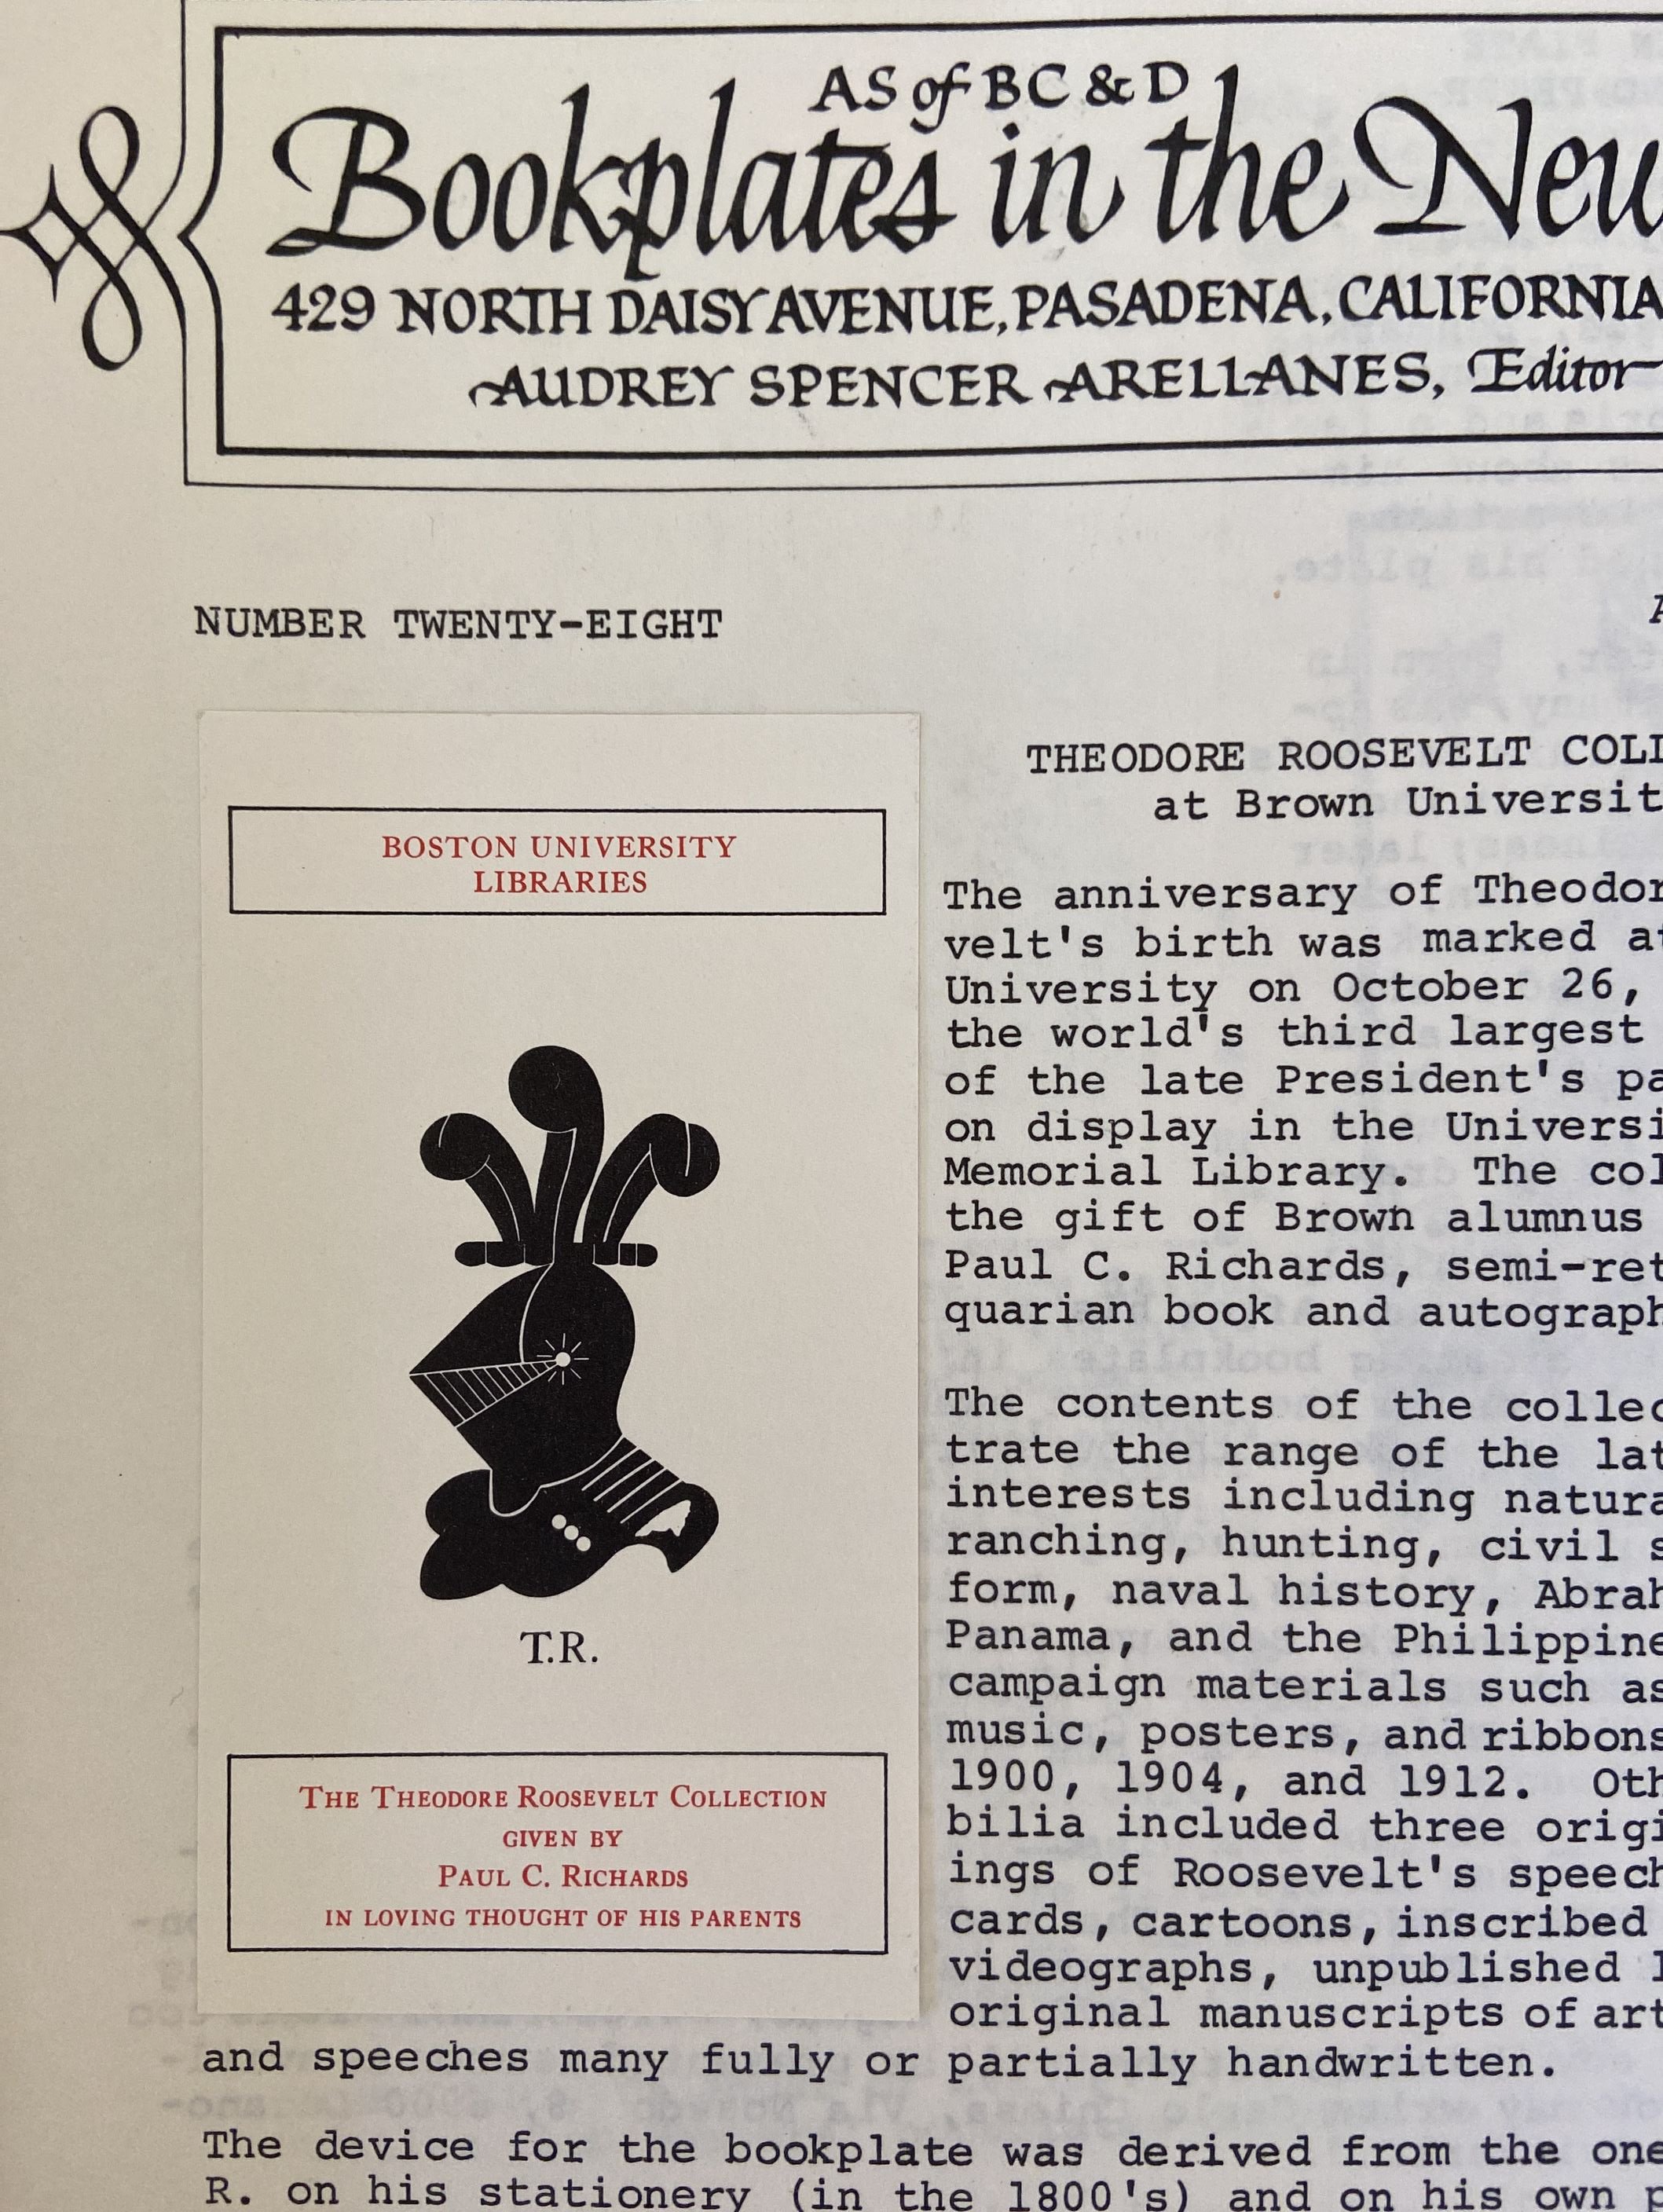 AS of BC & D
Bookplates in the New
429 NORTH DAISY AVENUE, PASADENA, CALIFORNIA
AUDREY SPENCER ARELLANES, Editor
NUMBER TWENTY-EIGHT
BOSTON UNIVERSITY
LIBRARIES
T.R.
THE THEODORE ROOSEVELT COLLECTION
GIVEN BY
PAUL C. RICHARDS
IN LOVING THOUGHT OF HIS PARENTS
THEODORE ROOSEVELT COLL
at Brown Universit
The anniversary of Theodor
velt's birth was marked at
University on October 26,
the world's third largest
of the late President's pa
on display in the Universi
Memorial Library. The col
the gift of Brown alumnus
Paul C. Richards, semi-ret
quarian book and autograph
The contents of the collec
trate the range of the lat
interests including natura
ranching, hunting, civil s
form, naval history, Abrah
Panama, and the Philippine
campaign materials such as
music, posters, and ribbons
1900, 1904, and 1912. Oth
bilia included three origi
ings of Roosevelt's speech
cards, cartoons, inscribed
videographs, unpublished l
original manuscripts of art
and speeches many fully or partially handwritten.
The device for the bookplate was derived from the one
R. on his stationery (in the 1800's) and on his own p